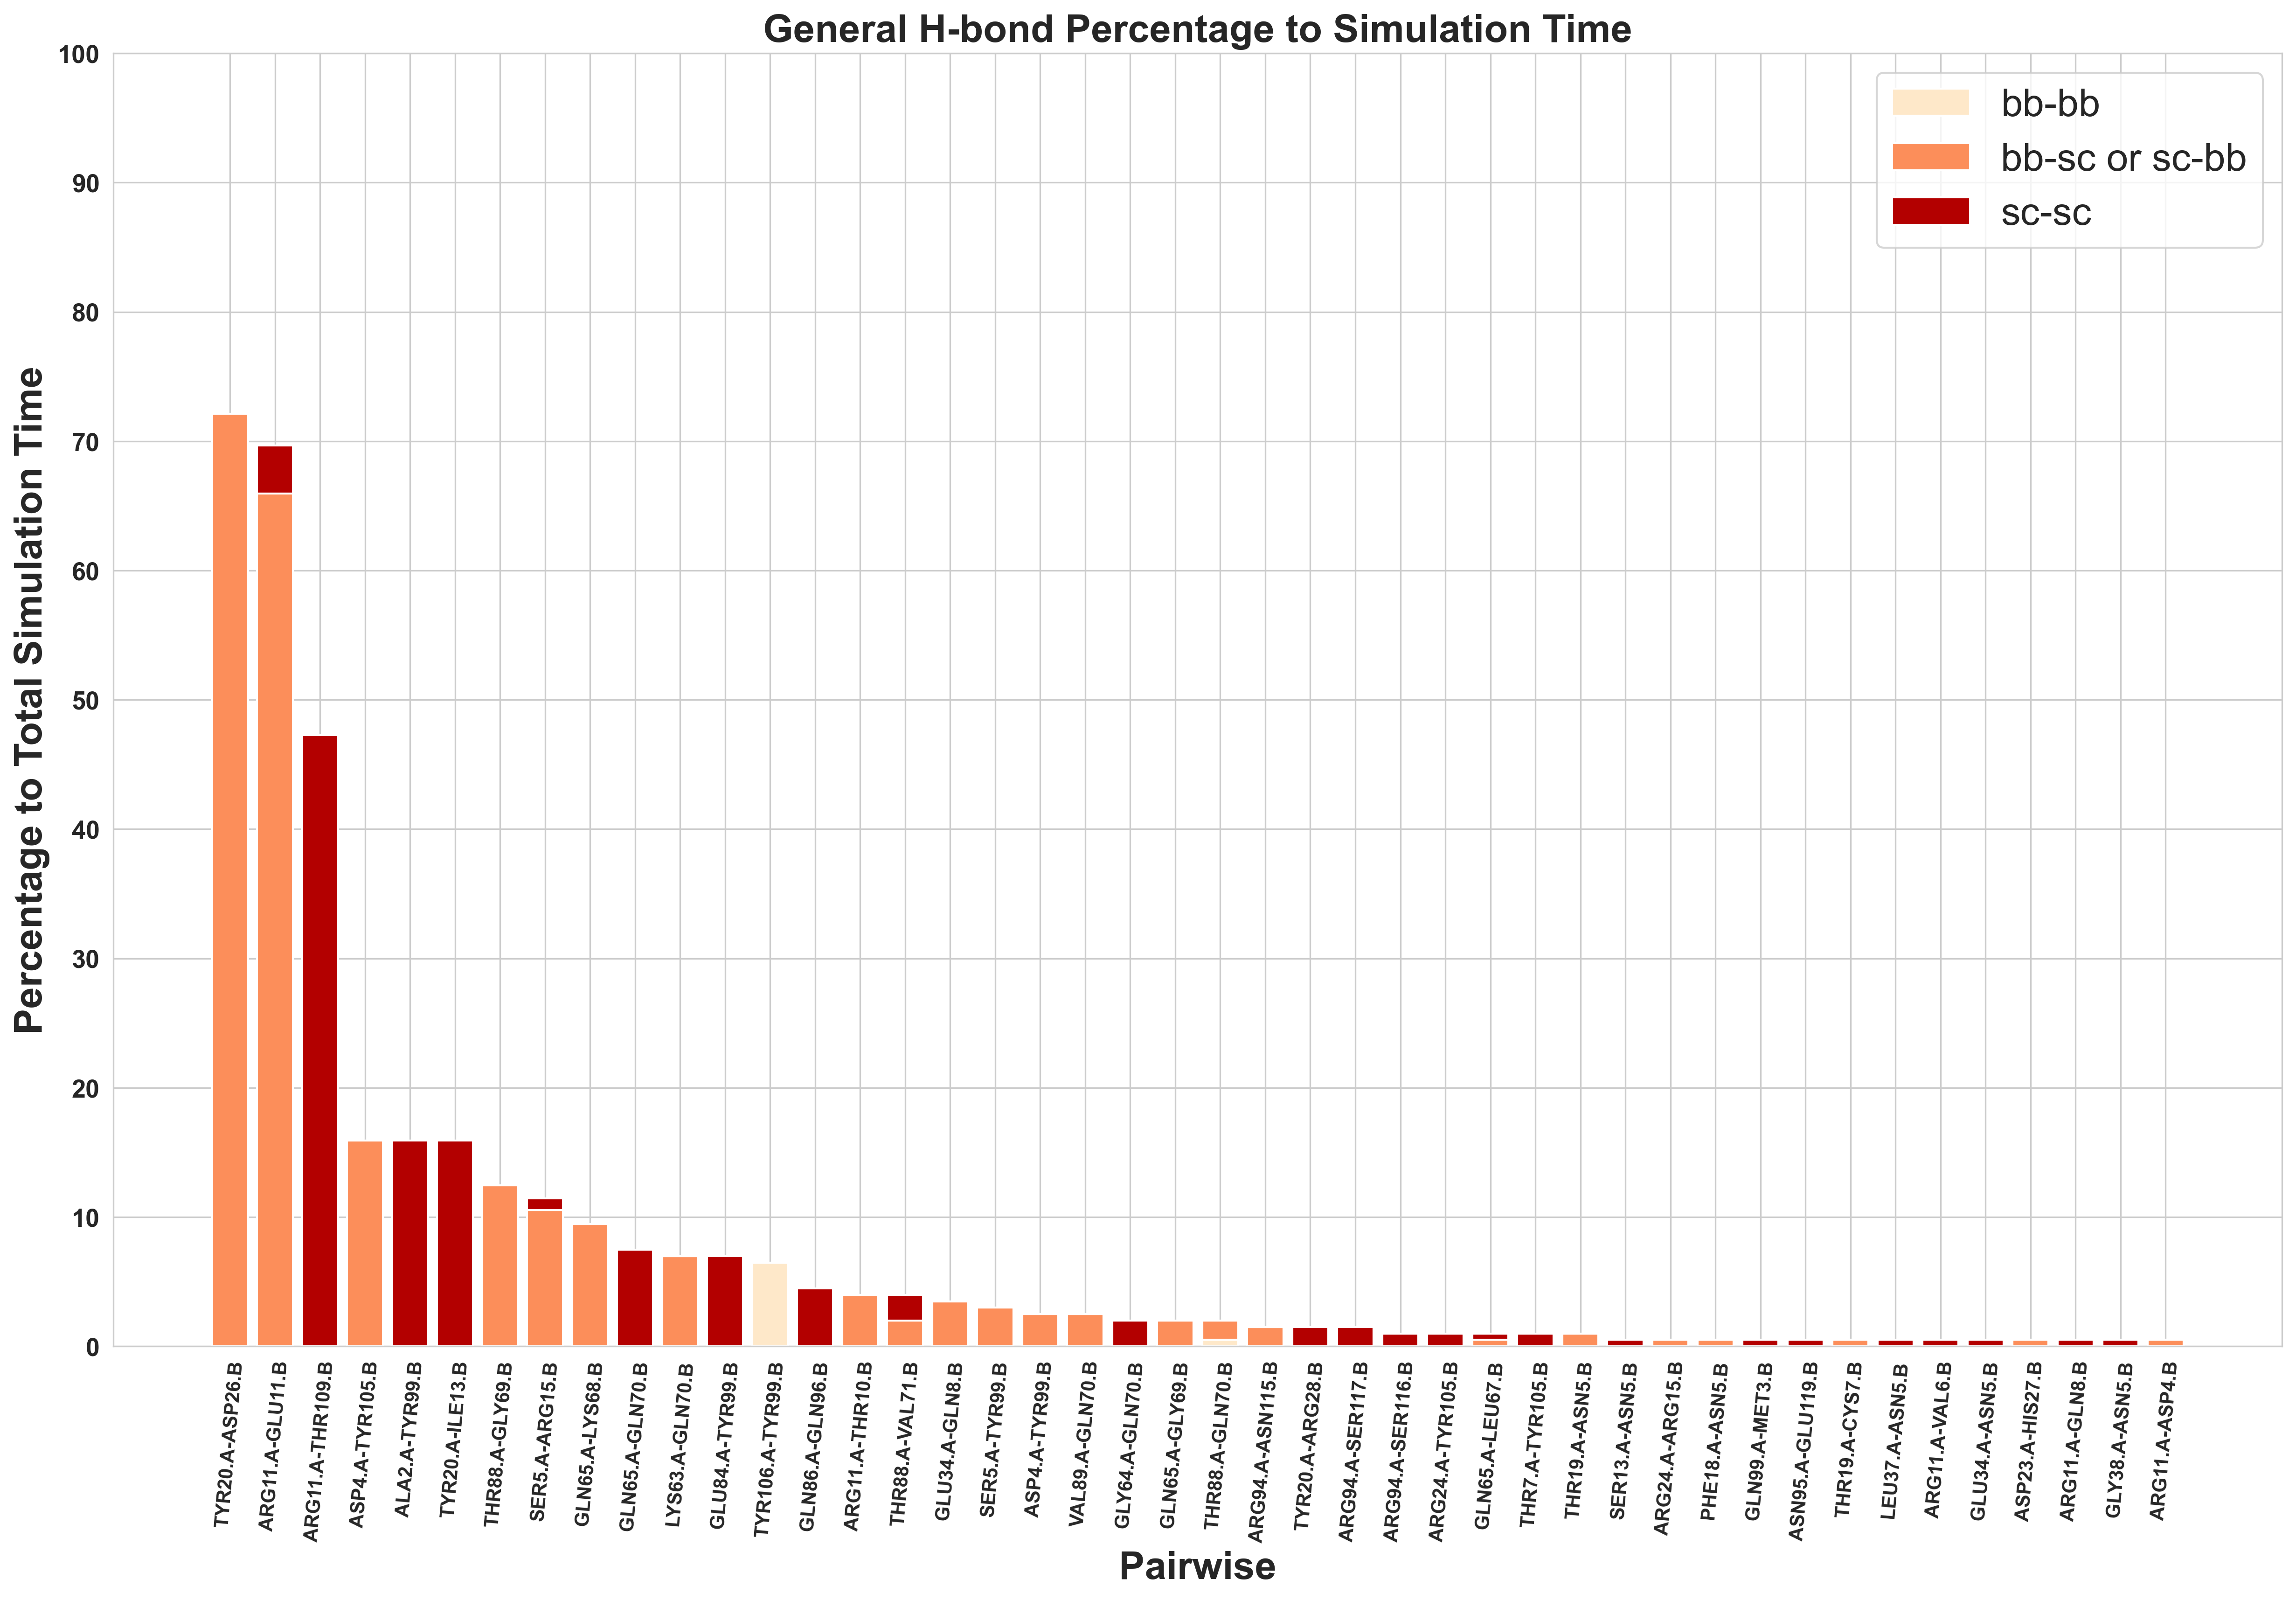 General H-bond Percentage to Simulation Time
bb-bb
bb-sc or sc-bb
sc-sc
Percentage to Total Simulation Time
100
90
80
70
60
50
40
30
20
10
0
TYR20.A-ASP26.B
ARG11.A-GLU11.B
ARG11.A-THR109.B
ASP4.A-TYR105.B
ALA2.A-TYR99.B
TYR20.A-ILE13.B
THR88.A-GLY69.B
SER5.A-ARG15.B
GLN65.A-LYS68.B
GLN65.A-GLN70.B
LYS63.A-GLN70.B
GLU84.A-TYR99.B
TYR106.A-TYR99.B
GLN86.A-GLN96.B
ARG11.A-THR10.B
THR88.A-VAL71.B
GLU34.A-GLN8.B
SER5.A-TYR99.B
ASP4.A-TYR99.B
VAL89.A-GLN70.B
GLY64.A-GLN70.B
GLN65.A-GLY69.B
THR88.A-GLN70.B
ARG94.A-ASN115.B
TYR20.A-ARG28.B
ARG94.A-SER117.B
ARG94.A-SER116.B
ARG24.A-TYR105.B
GLN65.A-LEU67.B
THR7.A-TYR105.B
THR19.A-ASN5.B
SER13.A-ASN5.B
ARG24.A-ARG15.B
PHE18.A-ASN5.B
GLN99.A-MET3.B
ASN95.A-GLU119.B
THR19.A-CYS7.B
LEU37.A-ASN5.B
ARG11.A-VAL6.B
GLU34.A-ASN5.B
ASP23.A-HIS27.B
ARG11.A-GLN8.B
GLY38.A-ASN5.B
ARG11.A-ASP4.B
Pairwise